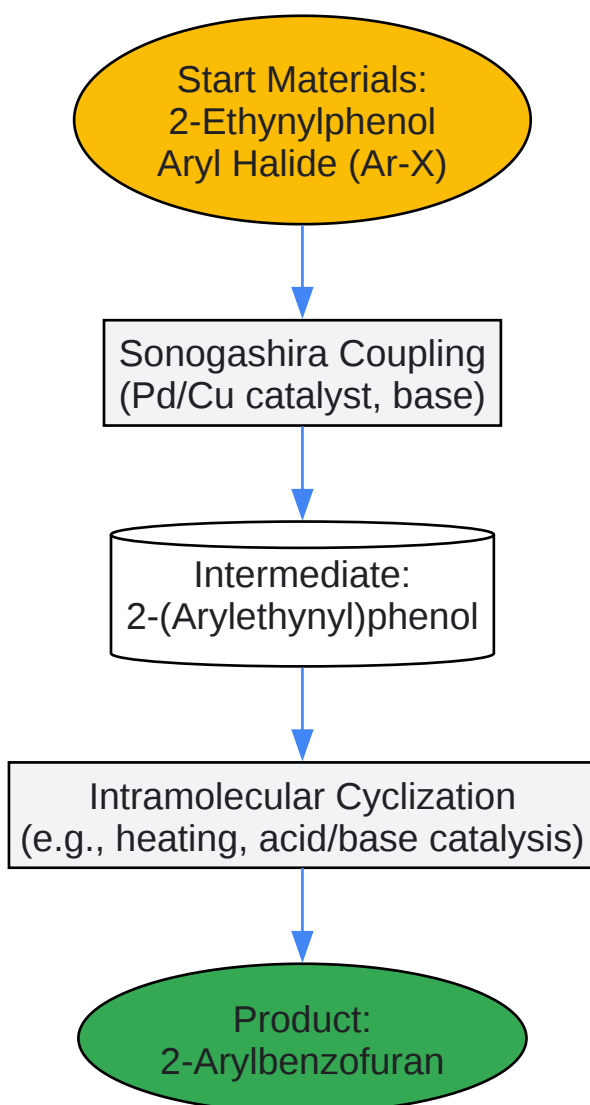 Start Materials:
2-Ethynylphenol
Aryl Halide (Ar-X)
Sonogashira Coupling
(Pd/Cu catalyst, base)
Intermediate:
2-(Arylethynyl)phenol
Intramolecular Cyclization
(e.g., heating, acid/base catalysis)
Product:
2-Arylbenzofuran